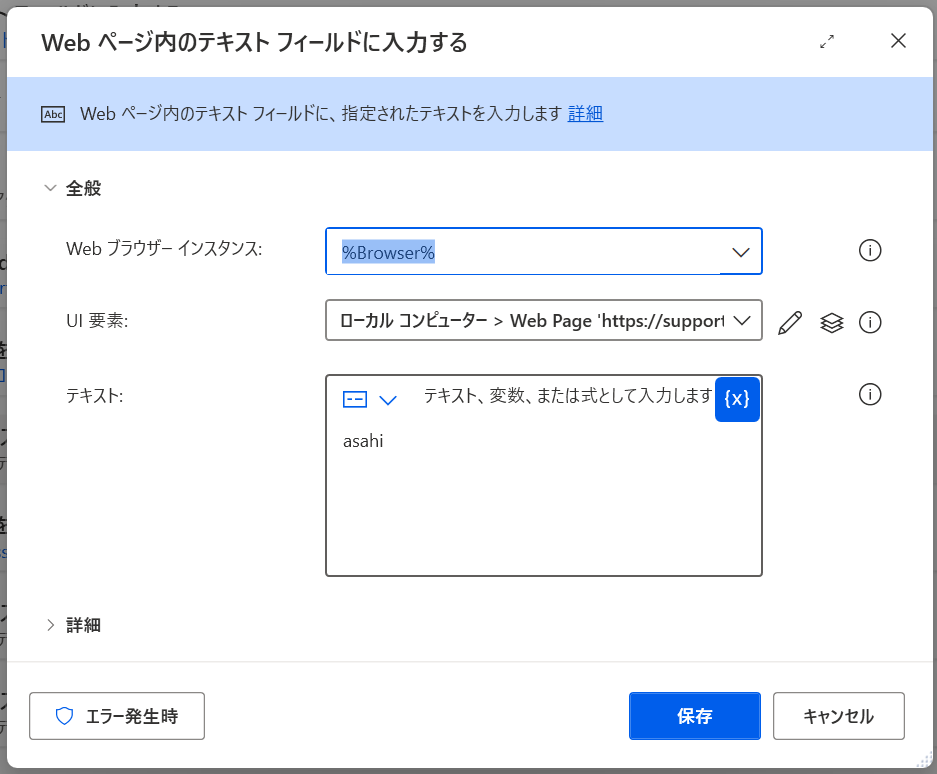 Web ページ内のテキスト フィールドに入力する
Abc Web ページ内のテキスト フィールドに、指定されたテキストを入力します 詳細
全般
Web ブラウザー インスタンス: %Browser%
UI 要素: ローカル コンピューター > Web Page 'https://support
テキスト: テキスト、変数、または式として入力します {x}
asahi
詳細
エラー発生時 保存 キャンセル